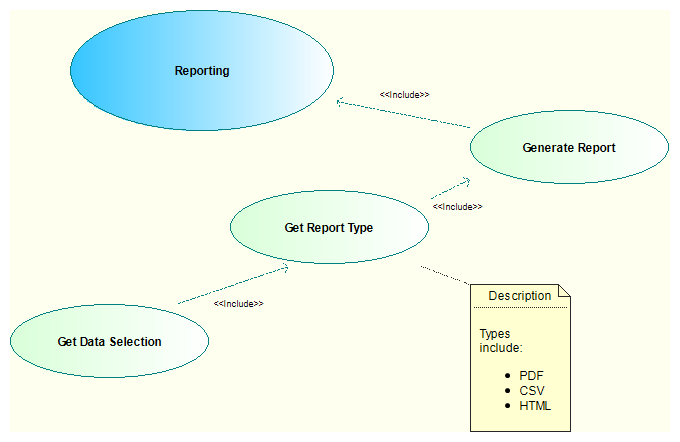 Reporting
<<Include>>
Generate Report
<<Include>>
Get Report Type
<<Include>>
Get Data Selection
Description
Types
include:
• PDF
• CSV
• HTML